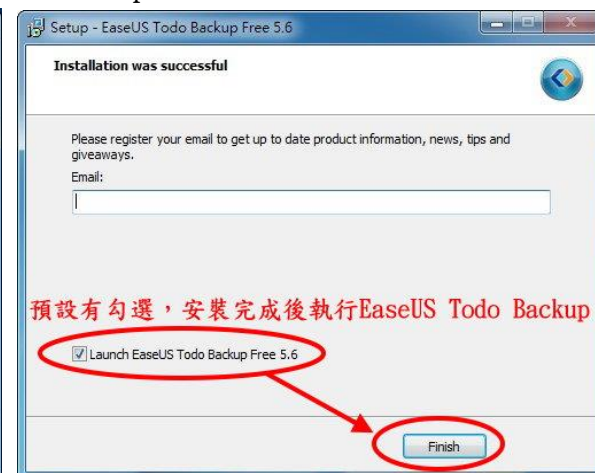 Setup - EaseUS Todo Backup Free 5.6
Installation was successful
Please register your email to get up to date product information, news, tips and
giveaways.
Email:
預設有勾選，安裝完成後執行EaseUS Todo Backup
Launch EaseUS Todo Backup Free 5.6
Finish